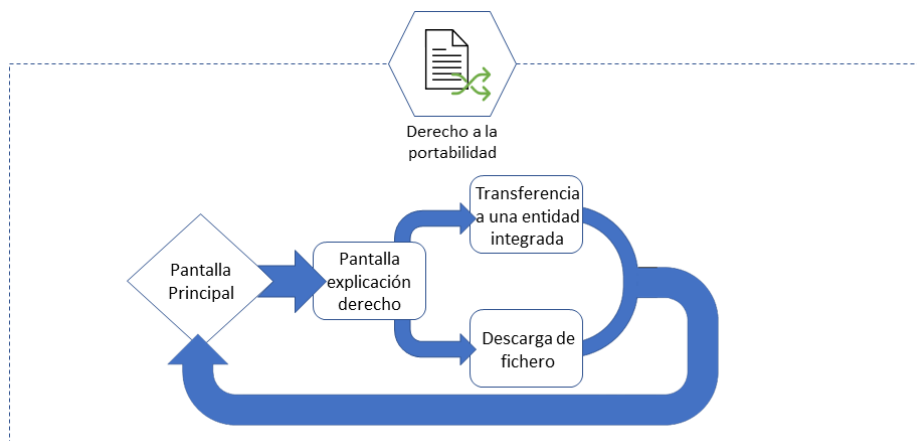 Derecho a la
portabilidad
Transferencia
a una entidad
integrada
Pantalla
Principal
Pantalla
explicación
derecho
Descarga de
fichero